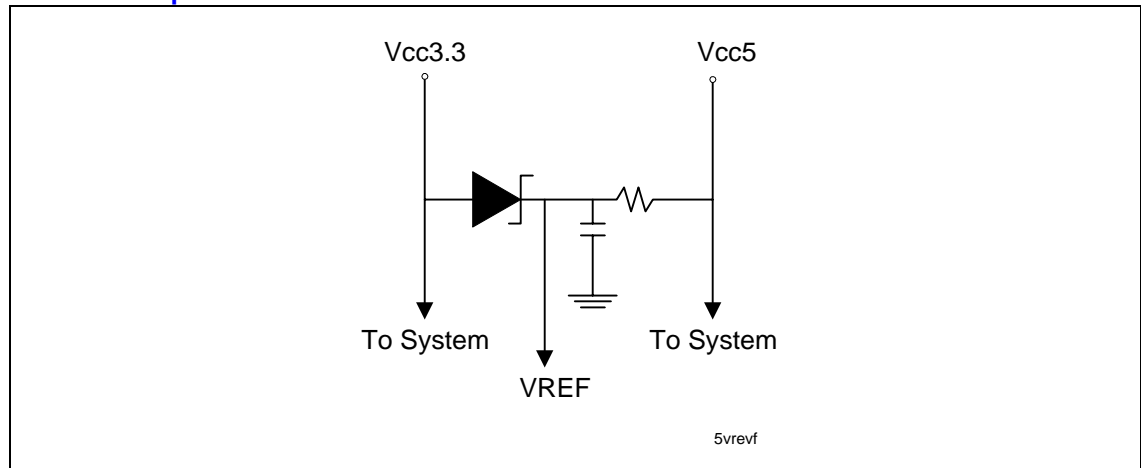 Vcc3.3
Vcc5
To System
To System
VREF
5vrevf